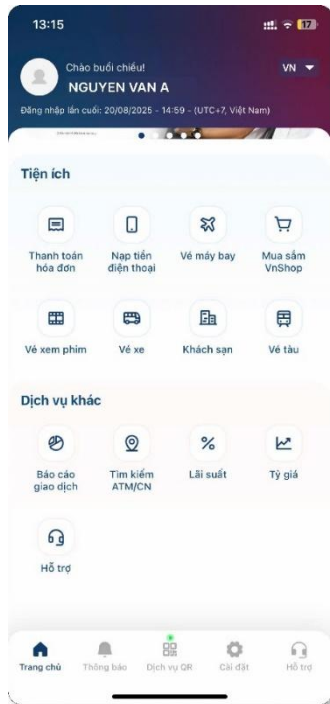 13:15
17
Chào buổi chiều!
VN
NGUYEN VAN A
Đăng nhập lần cuối: 20/08/2025 - 14:59 - (UTC+7, Việt Nam)
Tiện ích
Thanh toán
hóa đơn
Nạp tiền
điện thoại
Vé máy bay
Mua sắm
VnShop
Vé xem phim
Vé xe
Khách sạn
Vé tàu
Dịch vụ khác
Báo cáo
giao dịch
Tìm kiếm
ATM/CN
Lãi suất
Tỷ giá
Hỗ trợ
Trang chủ
Thông báo
Dịch vụ QR
Cài đặt
Hỗ trợ